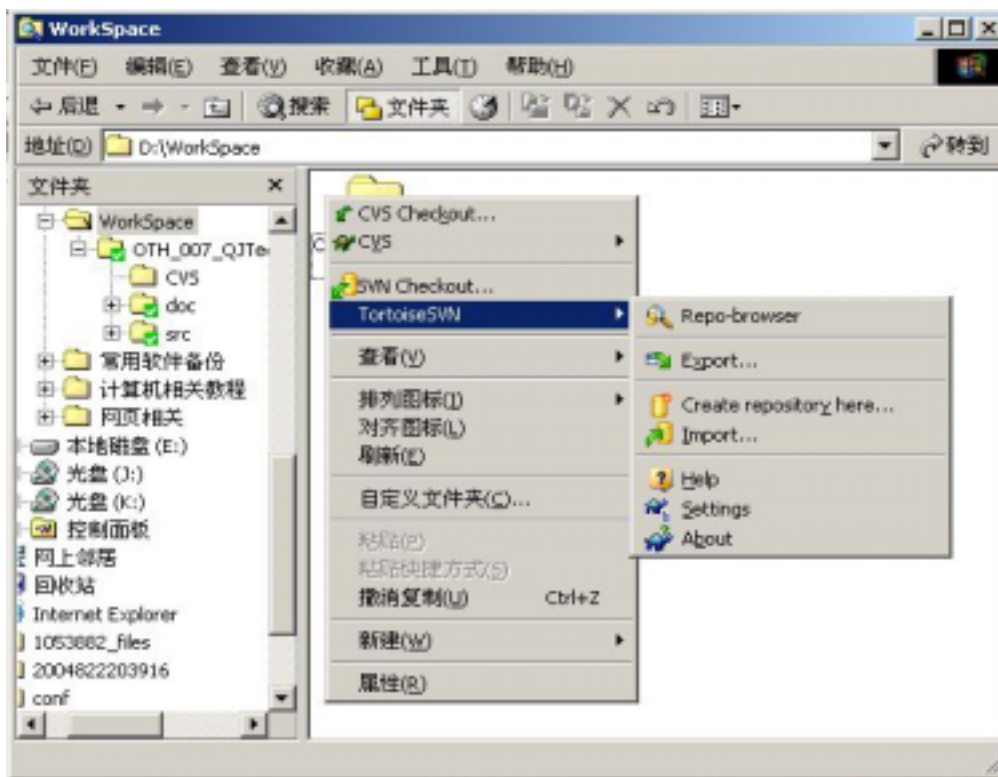 WorkSpace
文件(F) 编辑(E) 查看(V) 收藏(A) 工具(T) 帮助(H)
后退 搜索 文件夹
地址(D) D:\WorkSpace 转到
文件夹
WorkSpace
OTH_007_QJTe
CVS
doc
src
常用软件备份
计算机相关教程
网页相关
本地磁盘 (E:)
光盘 (J:)
光盘 (K:)
控制面板
网上邻居
回收站
Internet Explorer
1053882_files
2004822203916
conf
CVS Checkout...
CVS
SVN Checkout...
TortoiseSVN
查看(V)
排列图标(I)
对齐图标(L)
刷新(E)
自定义文件夹(C)...
粘贴(P)
粘贴快捷方式(S)
撤消复制(U) Ctrl+Z
新建(W)
属性(R)
Repo-browser
Export...
Create repository here...
Import...
Help
Settings
About